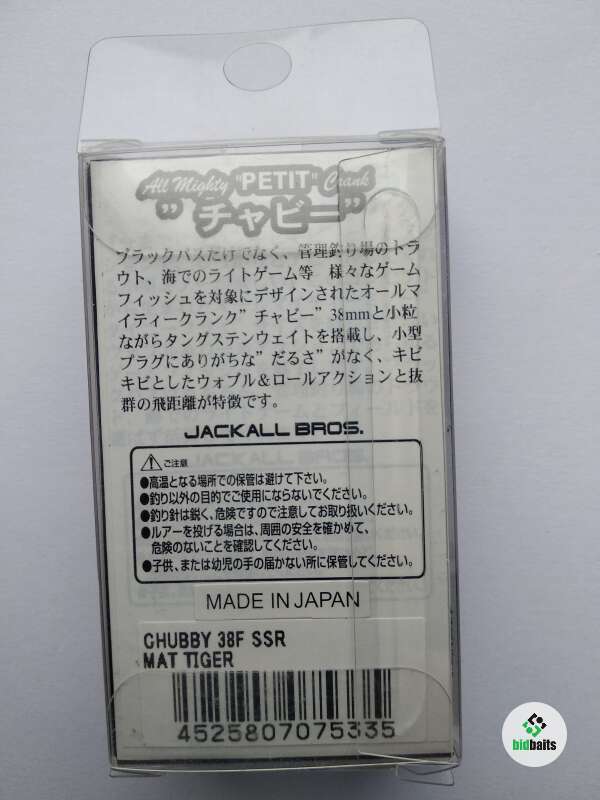 All Mighty "PETIT" Crank
”チャビー”
ブラックバスだけでなく、管理釣り場のトラ
ウト、海でのライトゲーム等　様々なゲーム
フィッシュを対象にデザインされたオールマ
イティークランク”チャビー”38mmと小粒
ながらタングステンウェイトを搭載し、小型
プラグにありがちな”だるさ”がなく、キビ
キビとしたウォブル＆ロールアクションと抜
群の飛距離が特徴です。
JACKALL BROS.
ご注意
●高温となる場所での保管は避けて下さい。
●釣り以外の目的でご使用にならないでください。
●釣り針は鋭く、危険ですので注意してお取り扱いください。
●ルアーを投げる場合は、周囲の安全を確かめて、
危険のないことを確認してください。
●子供、または幼児の手の届かない所に保管してください。
MADE IN JAPAN
CHUBBY 38F SSR
MAT TIGER
4525807075335
bidbaits